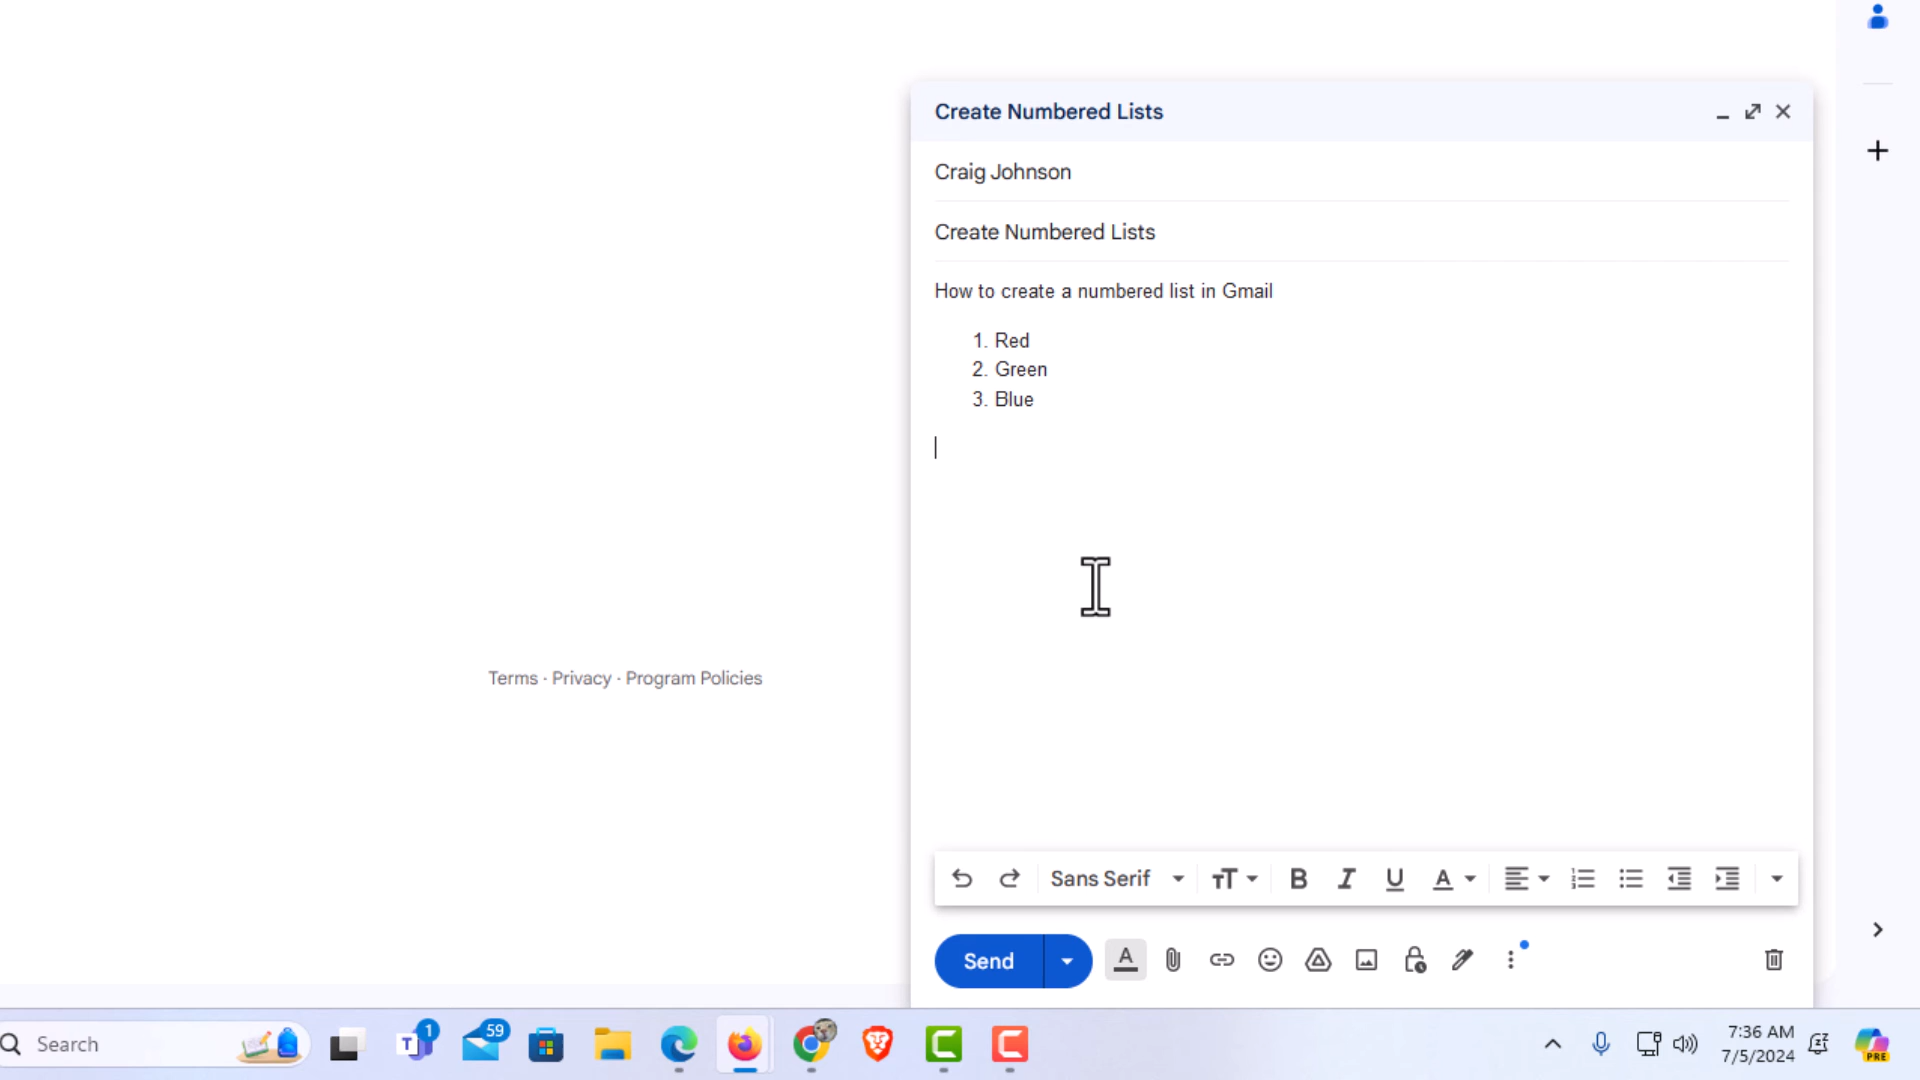 Create Numbered Lists
Craig Johnson
Create Numbered Lists
How to create a numbered list in Gmail
1. Red
2. Green
3. Blue
Terms · Privacy · Program Policies
Sans Serif
Send
Search
1
59
7:36 AM
7/5/2024
PRE